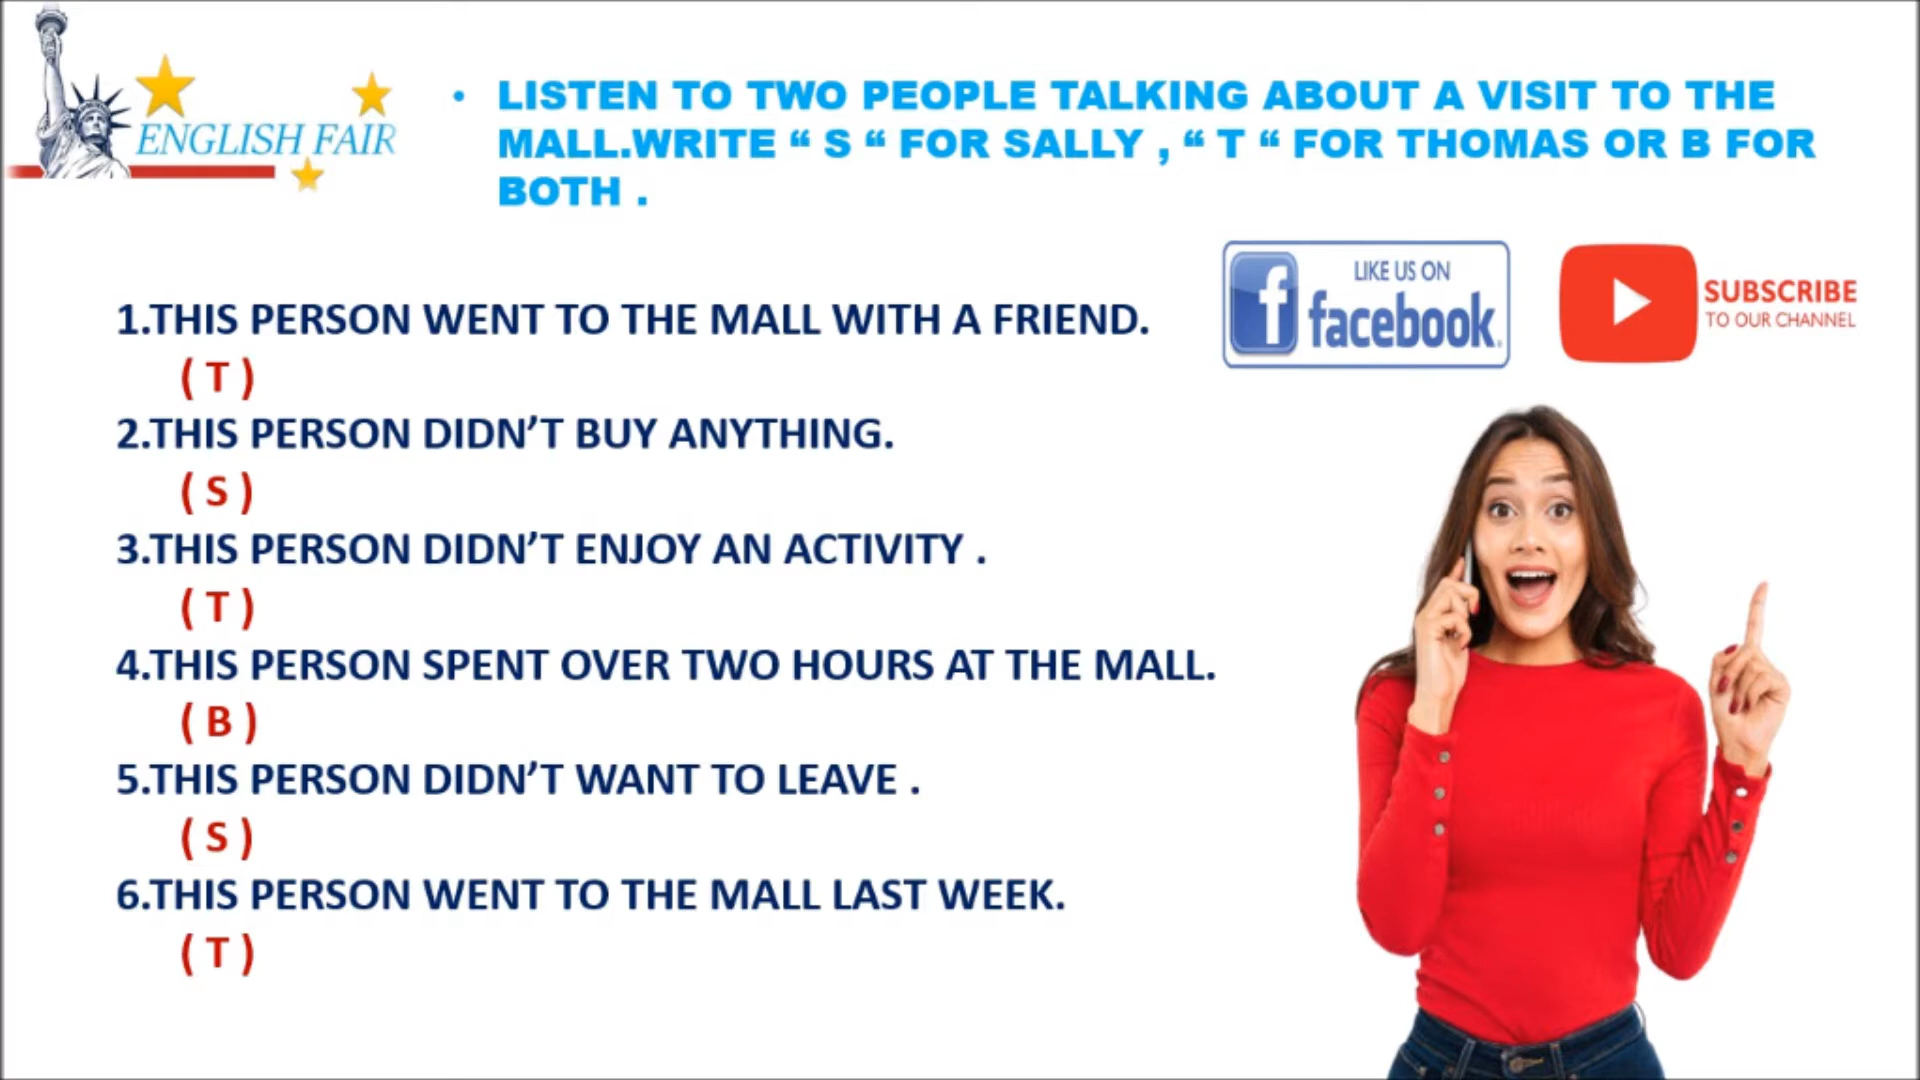 ENGLISH FAIR
• LISTEN TO TWO PEOPLE TALKING ABOUT A VISIT TO THE
MALL.WRITE “ S “ FOR SALLY , “ T “ FOR THOMAS OR B FOR
BOTH .
LIKE US ON
facebook.
SUBSCRIBE
TO OUR CHANNEL
1.THIS PERSON WENT TO THE MALL WITH A FRIEND.
( T )
2.THIS PERSON DIDN’T BUY ANYTHING.
( S )
3.THIS PERSON DIDN’T ENJOY AN ACTIVITY .
( T )
4.THIS PERSON SPENT OVER TWO HOURS AT THE MALL.
( B )
5.THIS PERSON DIDN’T WANT TO LEAVE .
( S )
6.THIS PERSON WENT TO THE MALL LAST WEEK.
( T )